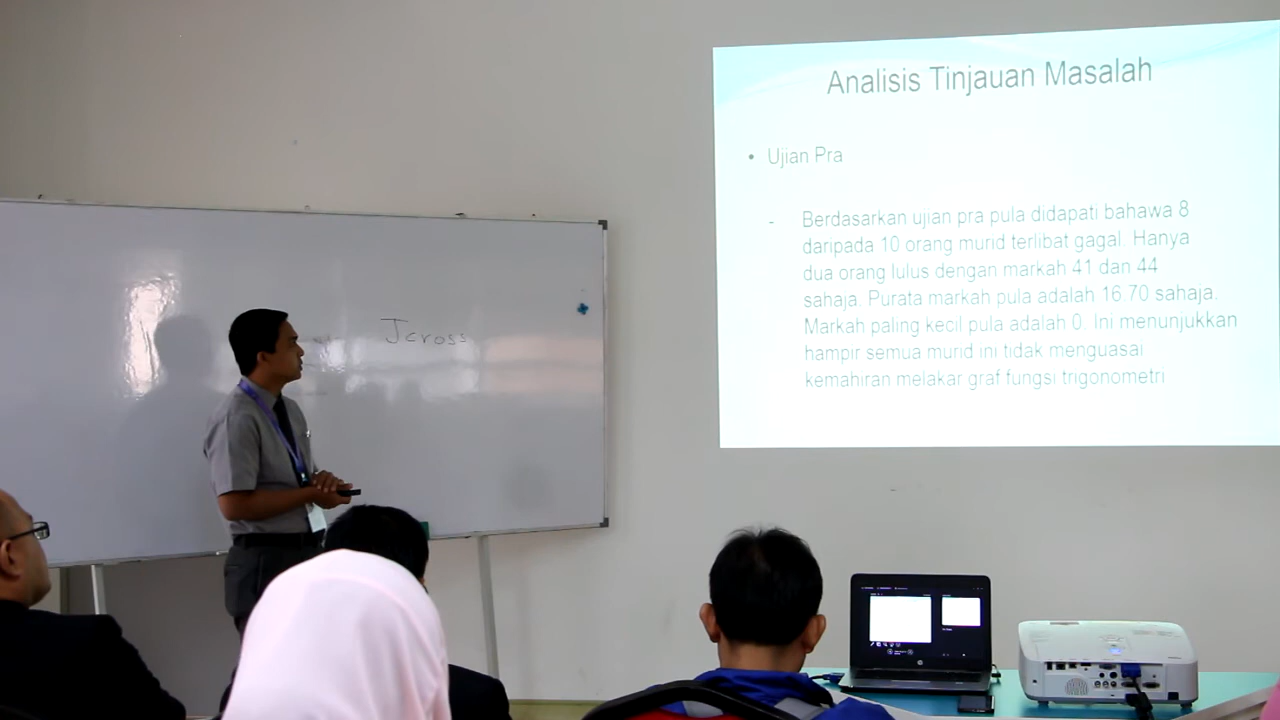 Analisis Tinjauan Masalah
• Ujian Pra
- Berdasarkan ujian pra pula didapati bahawa 8
daripada 10 orang murid terlibat gagal. Hanya
dua orang lulus dengan markah 41 dan 44
sahaja. Purata markah pula adalah 16.70 sahaja.
Markah paling kecil pula adalah 0. Ini menunjukkan
hampir semua murid ini tidak menguasai
kemahiran melakar graf fungsi trigonometri
Jcross